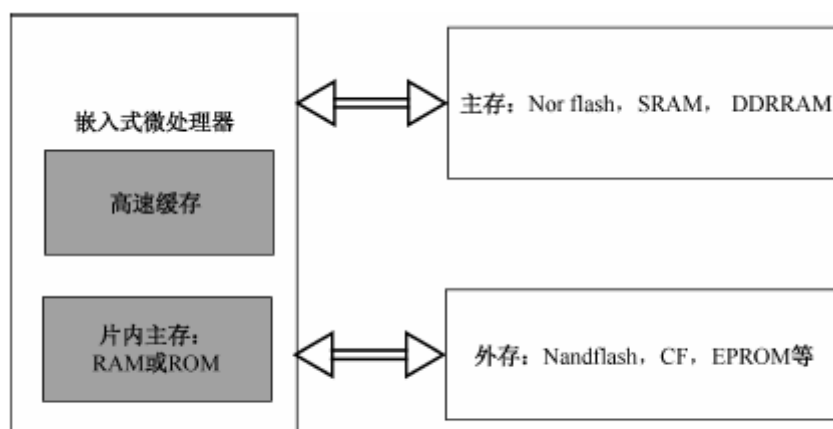 嵌入式微处理器
高速缓存
片内主存：
RAM或ROM
主存：Nor flash，SRAM， DDRRAM
外存：Nandflash，CF，EPROM等